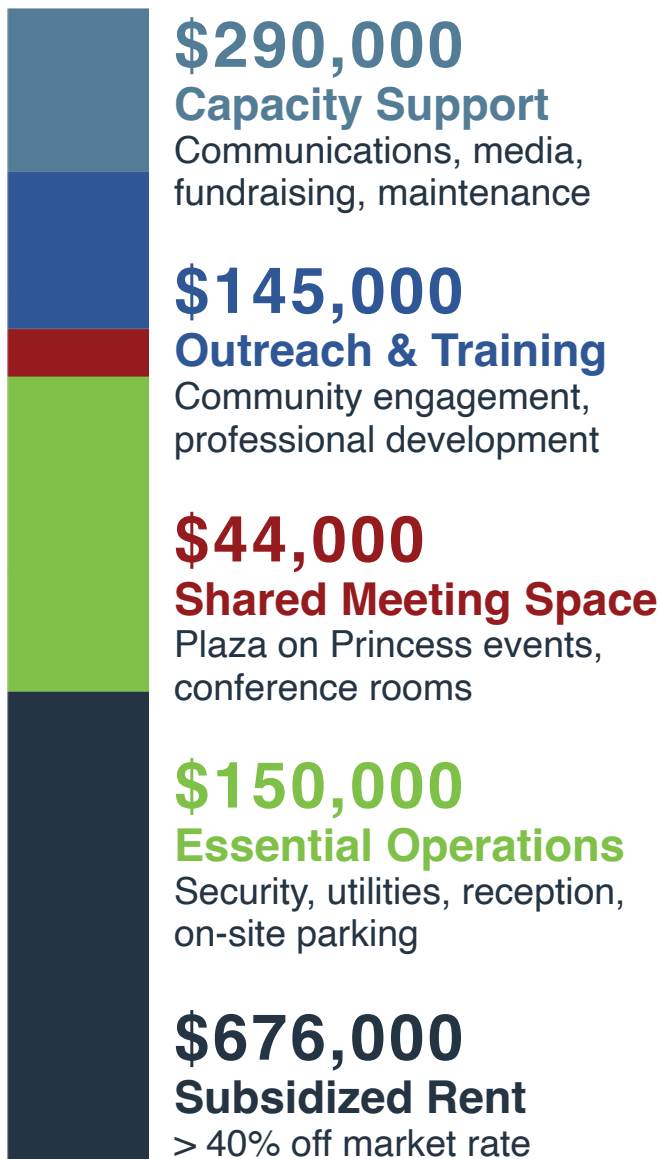 $290,000
Capacity Support
Communications, media,
fundraising, maintenance
$145,000
Outreach & Training
Community engagement,
professional development
$44,000
Shared Meeting Space
Plaza on Princess events,
conference rooms
$150,000
Essential Operations
Security, utilities, reception,
on-site parking
$676,000
Subsidized Rent
> 40% off market rate